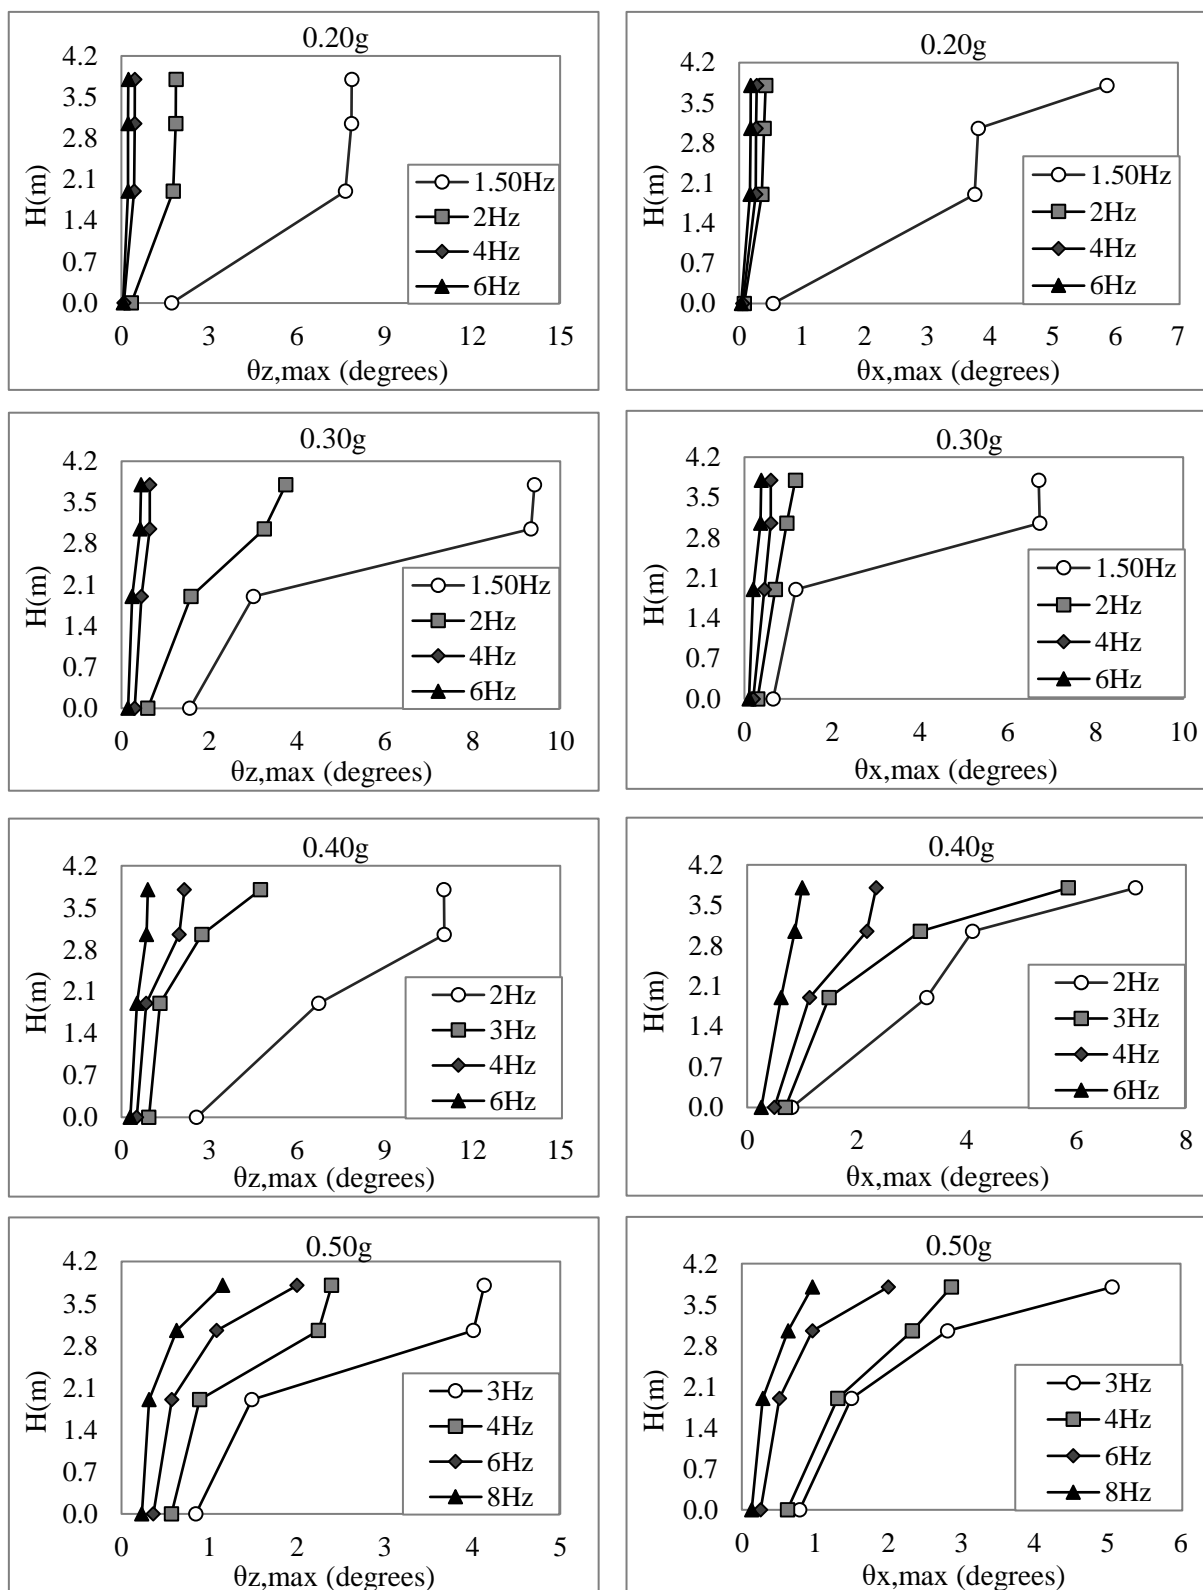 0.20g
4.2
3.5
2.8
2.1
1.4
0.7
0.0
H(m)
1.50Hz
2Hz
4Hz
6Hz
0 3 6 9 12 15
θz,max (degrees)
0.20g
4.2
3.5
2.8
2.1
1.4
0.7
0.0
H(m)
1.50Hz
2Hz
4Hz
6Hz
0 1 2 3 4 5 6 7
θx,max (degrees)
0.30g
4.2
3.5
2.8
2.1
1.4
0.7
0.0
H(m)
1.50Hz
2Hz
4Hz
6Hz
0 2 4 6 8 10
θz,max (degrees)
0.30g
4.2
3.5
2.8
2.1
1.4
0.7
0.0
H(m)
1.50Hz
2Hz
4Hz
6Hz
0 2 4 6 8 10
θx,max (degrees)
0.40g
4.2
3.5
2.8
2.1
1.4
0.7
0.0
H(m)
2Hz
3Hz
4Hz
6Hz
0 3 6 9 12 15
θz,max (degrees)
0.40g
4.2
3.5
2.8
2.1
1.4
0.7
0.0
H(m)
2Hz
3Hz
4Hz
6Hz
0 2 4 6 8
θx,max (degrees)
0.50g
4.2
3.5
2.8
2.1
1.4
0.7
0.0
H(m)
3Hz
4Hz
6Hz
8Hz
0 1 2 3 4 5
θz,max (degrees)
0.50g
4.2
3.5
2.8
2.1
1.4
0.7
0.0
H(m)
3Hz
4Hz
6Hz
8Hz
0 1 2 3 4 5 6
θx,max (degrees)